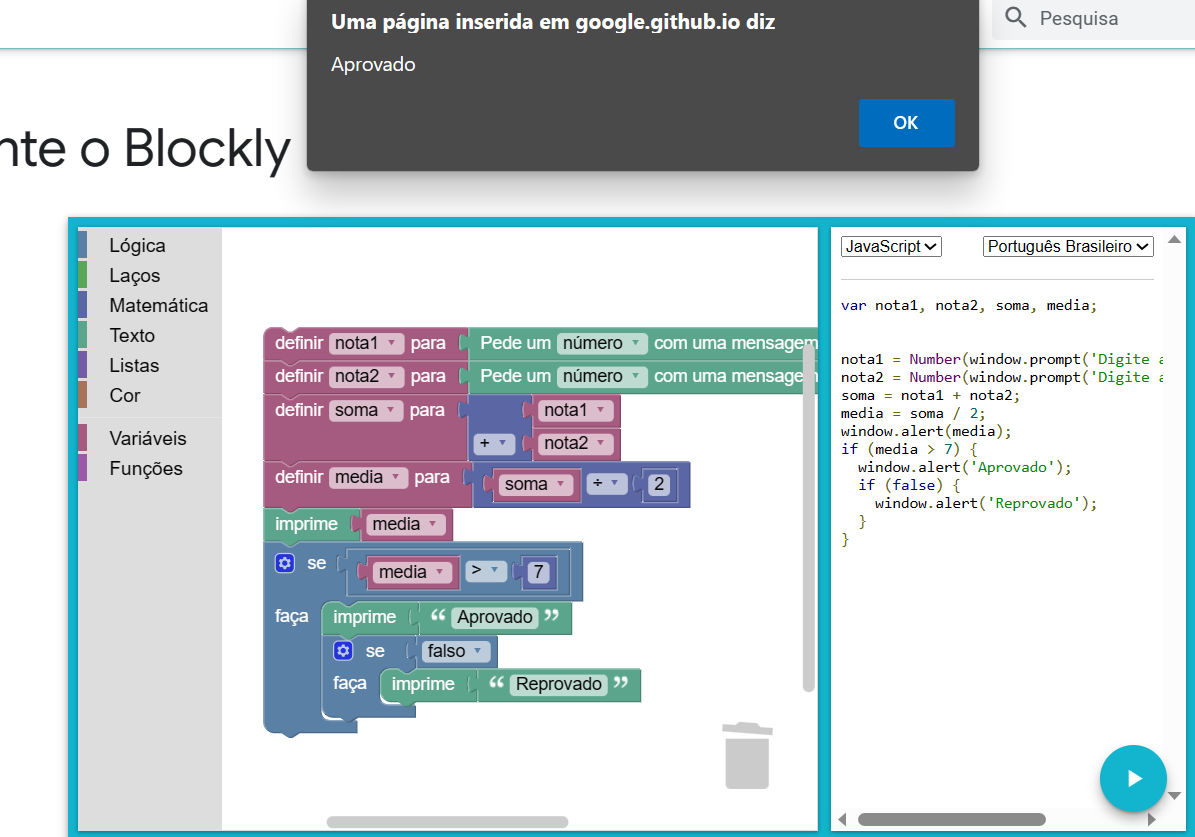 Uma página inserida em google.github.io diz
Aprovado
OK
Pesquisa
nte o Blockly
Lógica
Laços
Matemática
Texto
Listas
Cor
Variáveis
Funções
definir nota1 para Pede um número com uma mensagem
definir nota2 para Pede um número com uma mensagem
definir soma para nota1
+ nota2
definir media para soma ÷ 2
imprime media
se media > 7
faça imprime “ Aprovado ”
se falso
faça imprime “ Reprovado ”
JavaScript Português Brasileiro
var nota1, nota2, soma, media;
nota1 = Number(window.prompt('Digite a
nota2 = Number(window.prompt('Digite a
soma = nota1 + nota2;
media = soma / 2;
window.alert(media);
if (media > 7) {
window.alert('Aprovado');
if (false) {
window.alert('Reprovado');
}
}